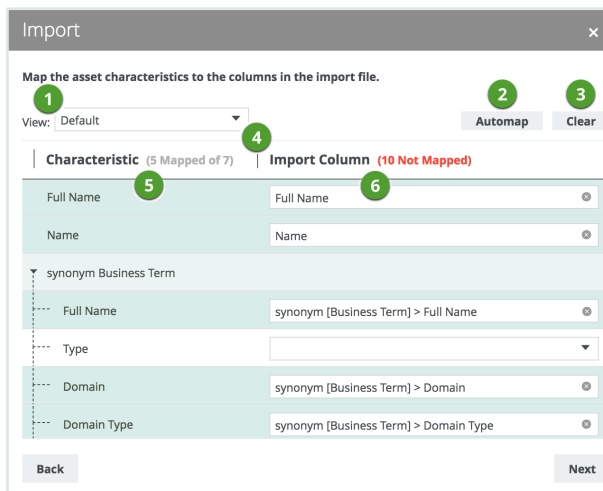 Import ×
Map the asset characteristics to the columns in the import file.
1 2 3
View: Default Automap Clear
4
Characteristic (5 Mapped of 7) Import Column (10 Not Mapped)
5 6
Full Name Full Name
Name Name
synonym Business Term
Full Name synonym [Business Term] > Full Name
Type
Domain synonym [Business Term] > Domain
Domain Type synonym [Business Term] > Domain Type
Back Next